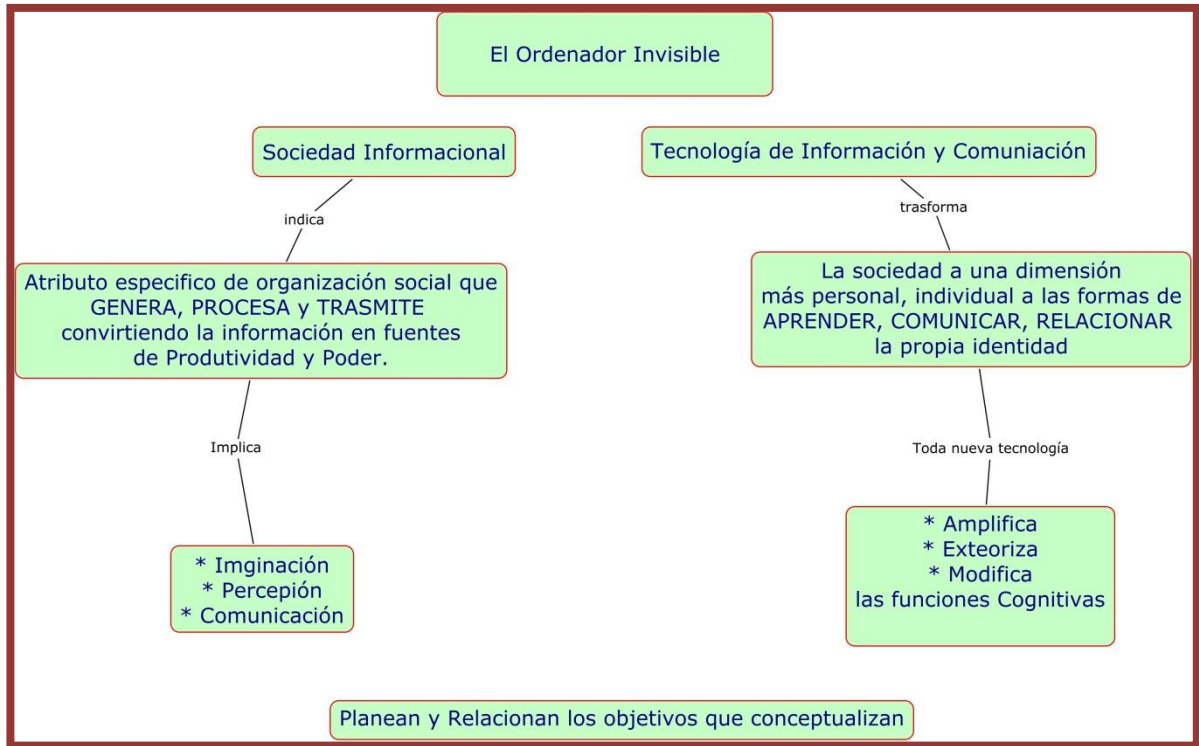 El Ordenador Invisible
Sociedad Informacional
Tecnología de Información y Comuniación
indica
trasforma
Atributo especifico de organización social que
GENERA, PROCESA y TRASMITE
convirtiendo la información en fuentes
de Produtividad y Poder.
La sociedad a una dimensión
más personal, individual a las formas de
APRENDER, COMUNICAR, RELACIONAR
la propia identidad
Implica
Toda nueva tecnología
* Imginación
* Percepión
* Comunicación
* Amplifica
* Exteoriza
* Modifica
las funciones Cognitivas
Planean y Relacionan los objetivos que conceptualizan